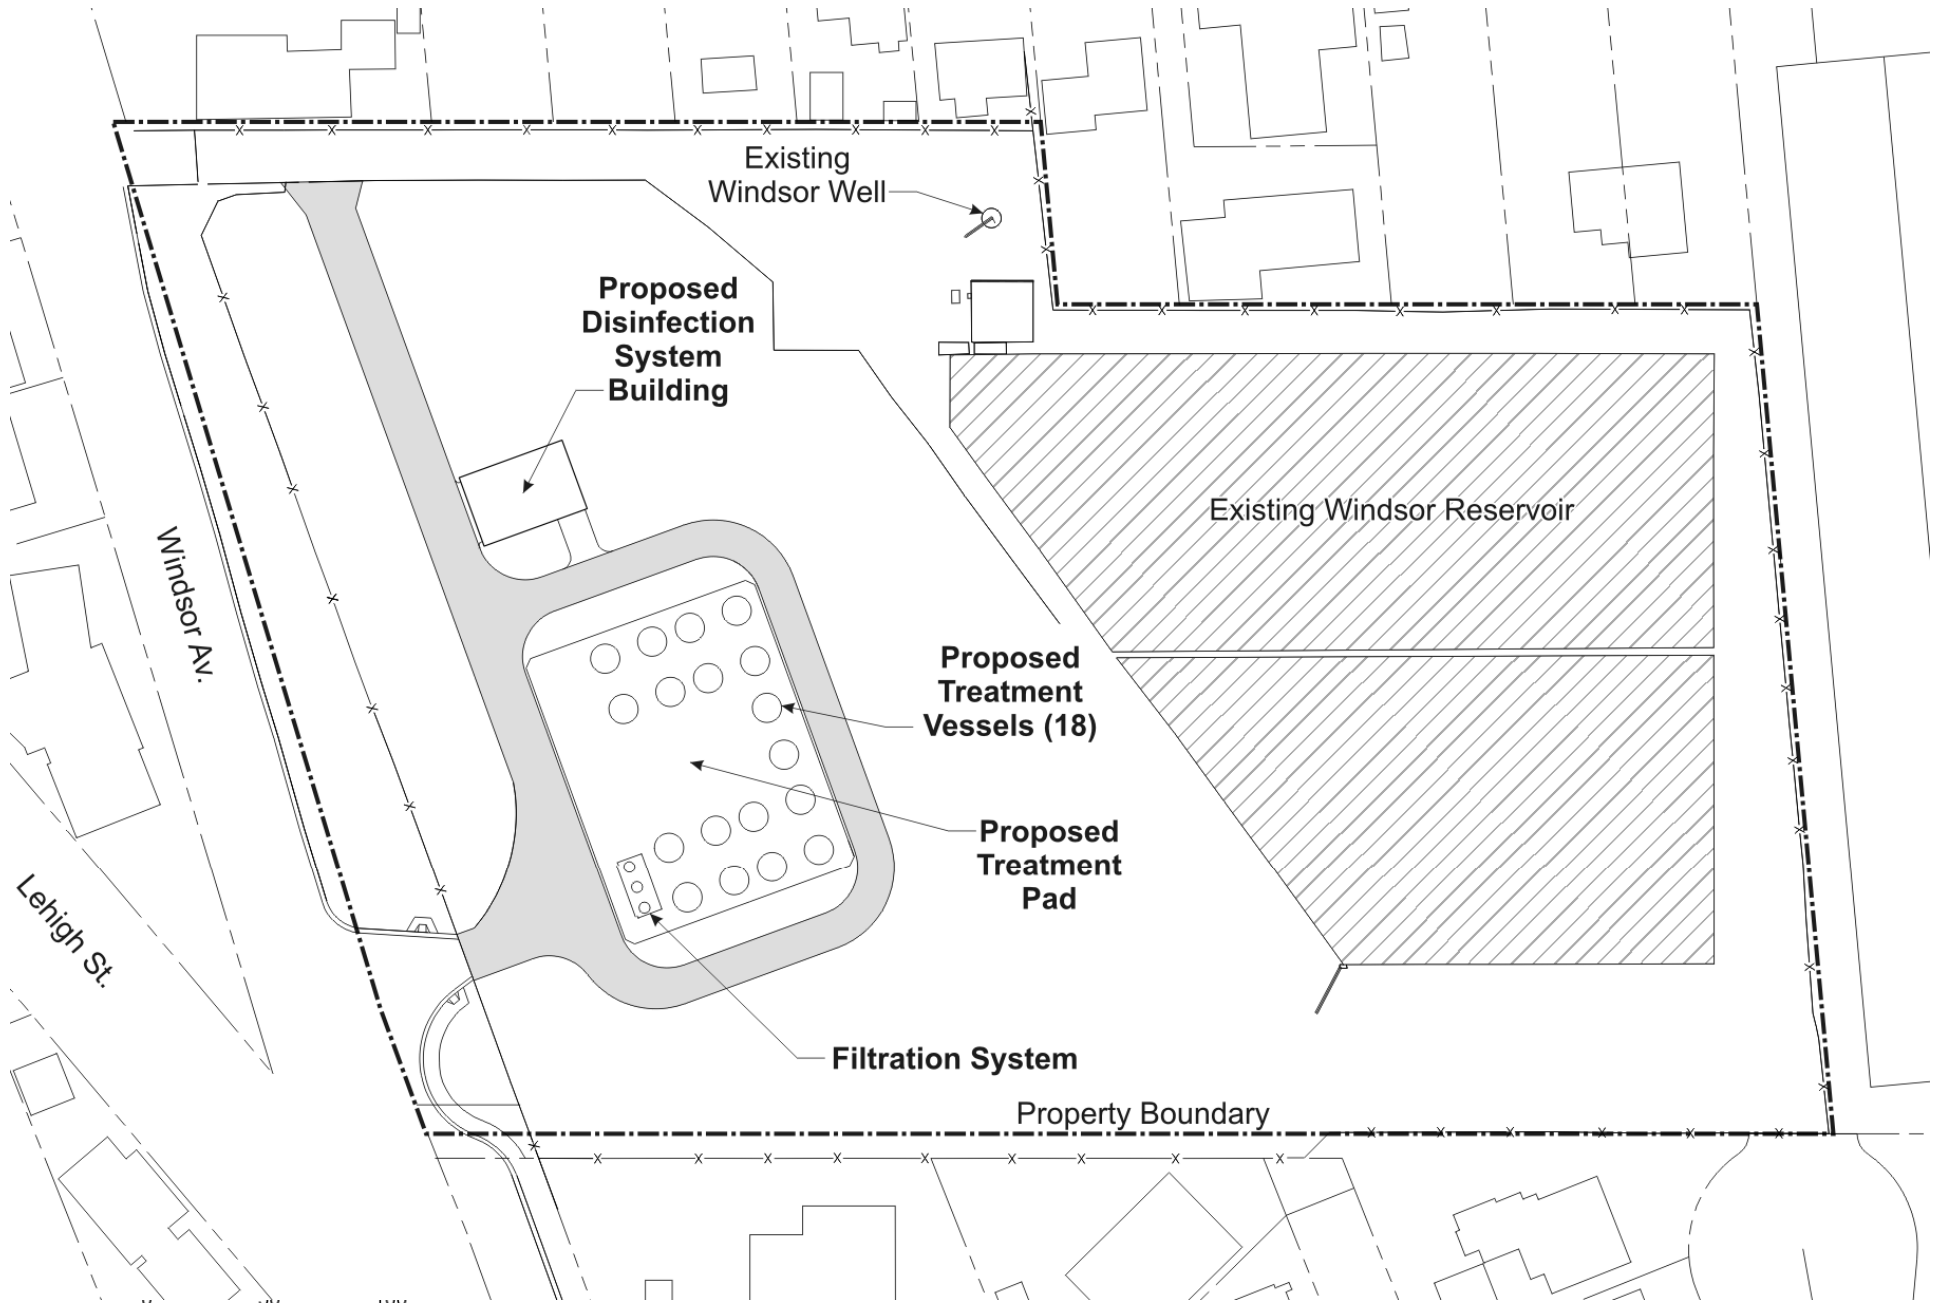 Existing
Windsor Well
Proposed
Disinfection
System
Building
Existing Windsor Reservoir
Windsor Av.
Proposed
Treatment
Vessels (18)
Proposed
Treatment
Pad
Lehigh St.
Filtration System
Property Boundary